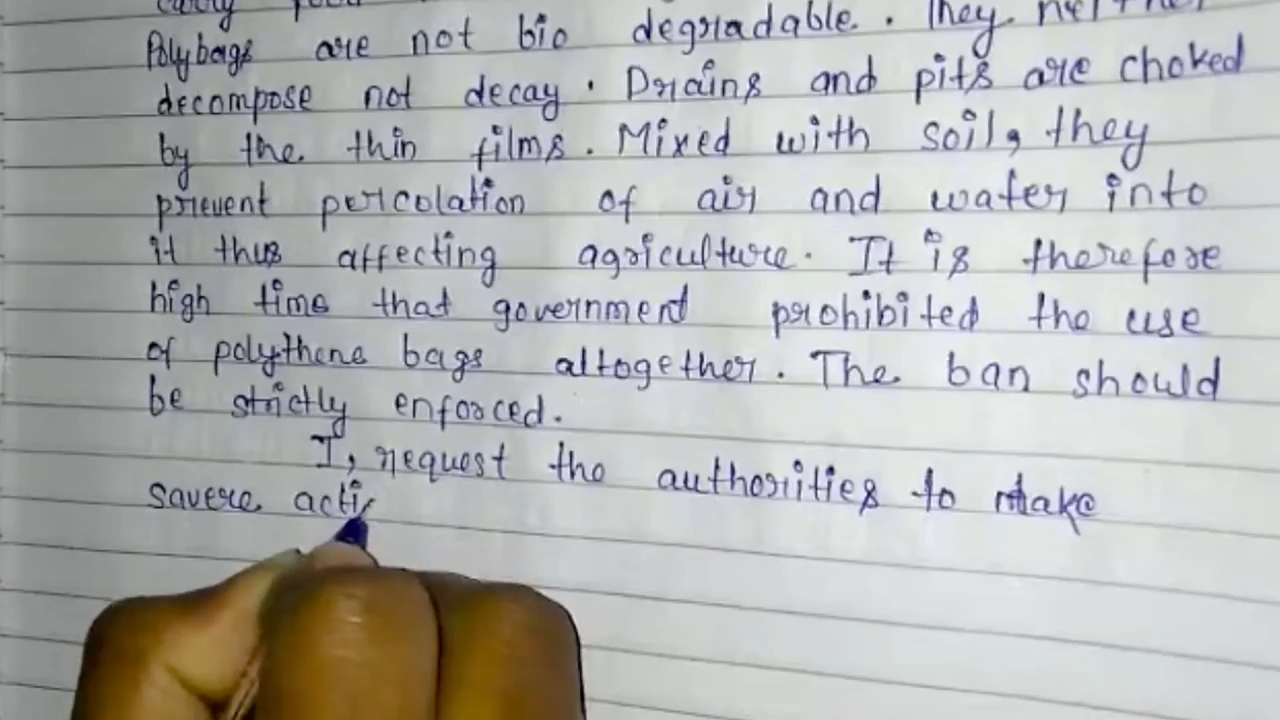 carry
Polybags are not bio degradable. They neither
decompose not decay. Drains and pits are choked
by the thin films. Mixed with soil, they
prevent percolation of air and water into
it thus affecting agriculture. It is therefore
high time that government prohibited the use
of polythene bags altogether. The ban should
be strictly enforced.
I, request the authorities to make
savere acti